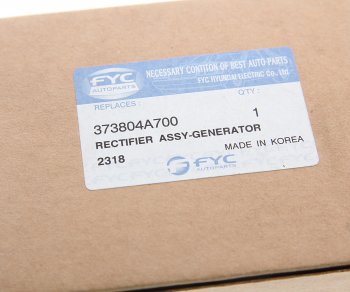 FYC
AUTOPARTS
NECESSARY CONTITON OF BEST AUTO PARTS
FYC HYUNDAI ELECTRIC Co., Ltd
REPLACES:
QTY:
373804A700
1
RECTIFIER ASSY-GENERATOR
2318
MADE IN KOREA
FYC
AUTOPARTS